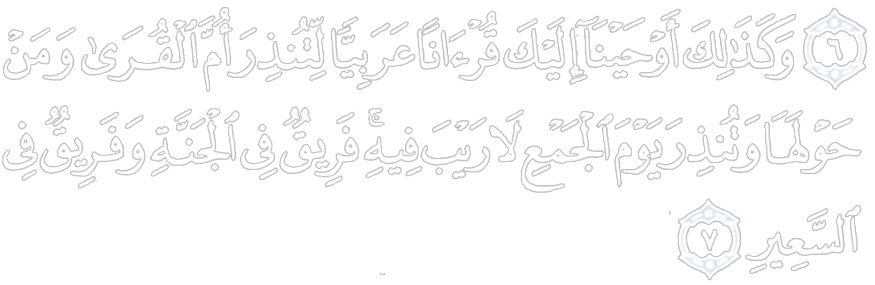 ٦ وَكَذَٰلِكَ أَوْحَيْنَآ إِلَيْكَ قُرْءَانًا عَرَبِيًّا لِّتُنذِرَ أُمَّ ٱلْقُرَىٰ وَمَنْ
حَوْلَهَا وَتُنذِرَ يَوْمَ ٱلْجَمْعِ لَا رَيْبَ فِيهِ ۚ فَرِيقٌ فِى ٱلْجَنَّةِ وَفَرِيقٌ فِى
ٱلسَّعِيرِ ٧